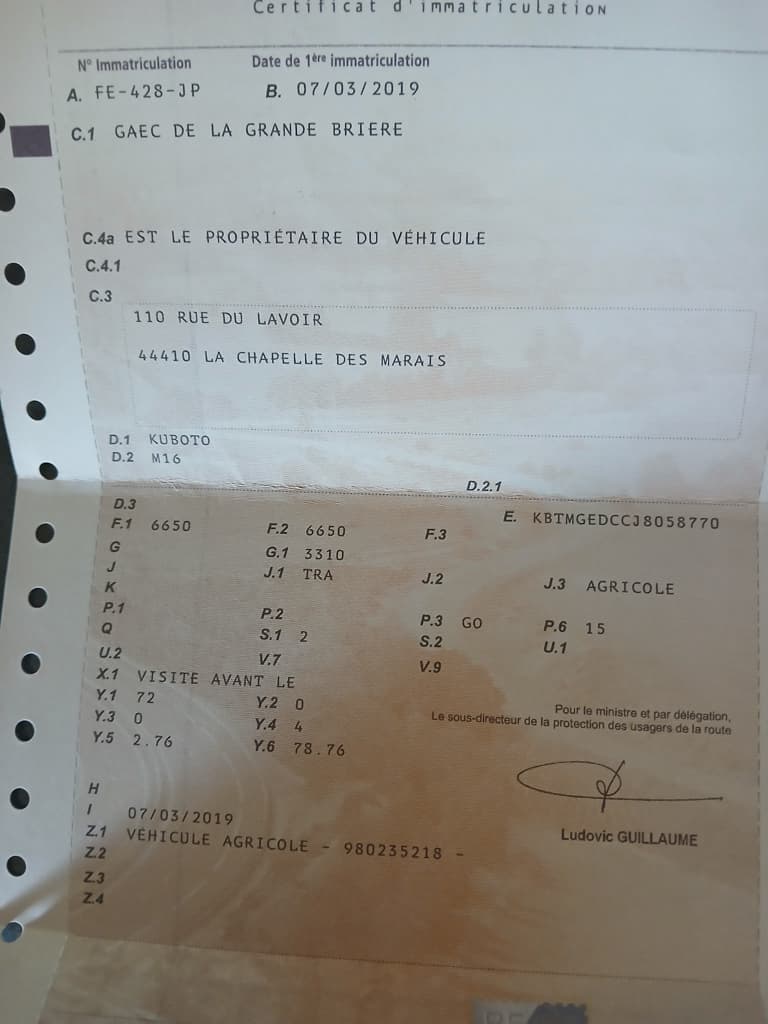 Certificat d'immatriculation
N° Immatriculation Date de 1ère immatriculation
A. FE-428-JP B. 07/03/2019
C.1 GAEC DE LA GRANDE BRIERE
C.4a EST LE PROPRIÉTAIRE DU VÉHICULE
C.4.1
C.3
110 RUE DU LAVOIR
44410 LA CHAPELLE DES MARAIS
D.1 KUBOTO
D.2 M16
D.2.1
D.3 E. KBTMGEDCCJ8058770
F.1 6650 F.2 6650 F.3
G G.1 3310
J J.1 TRA J.2 J.3 AGRICOLE
K
P.1 P.2 P.3 GO P.6 15
Q S.1 2 S.2 U.1
U.2 V.7 V.9
X.1 VISITE AVANT LE
Y.1 72 Y.2 0
Y.3 0 Y.4 4
Y.5 2.76 Y.6 78.76
Pour le ministre et par délégation,
Le sous-directeur de la protection des usagers de la route
H
I 07/03/2019
Z.1 VÉHICULE AGRICOLE - 980235218 -
Ludovic GUILLAUME
Z.2
Z.3
Z.4